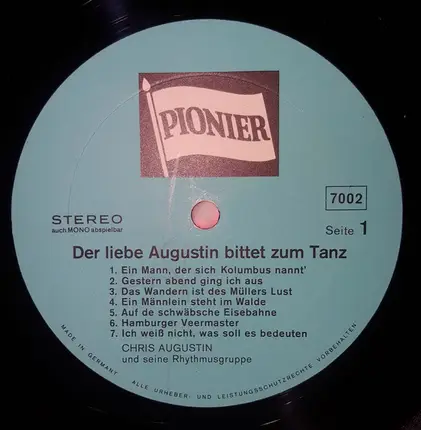 PIONIER
7002
STEREO
auch MONO abspielbar
Seite 1
Der liebe Augustin bittet zum Tanz
1. Ein Mann, der sich Kolumbus nannt'
2. Gestern abend ging ich aus
3. Das Wandern ist des Müllers Lust
4. Ein Männlein steht im Walde
5. Auf de schwäbsche Eisebahne
6. Hamburger Veermaster
7. Ich weiß nicht, was soll es bedeuten
CHRIS AUGUSTIN
und seine Rhythmusgruppe
MADE IN GERMANY ALLE URHEBER- UND LEISTUNGSSCHUTZRECHTE VORBEHALTEN